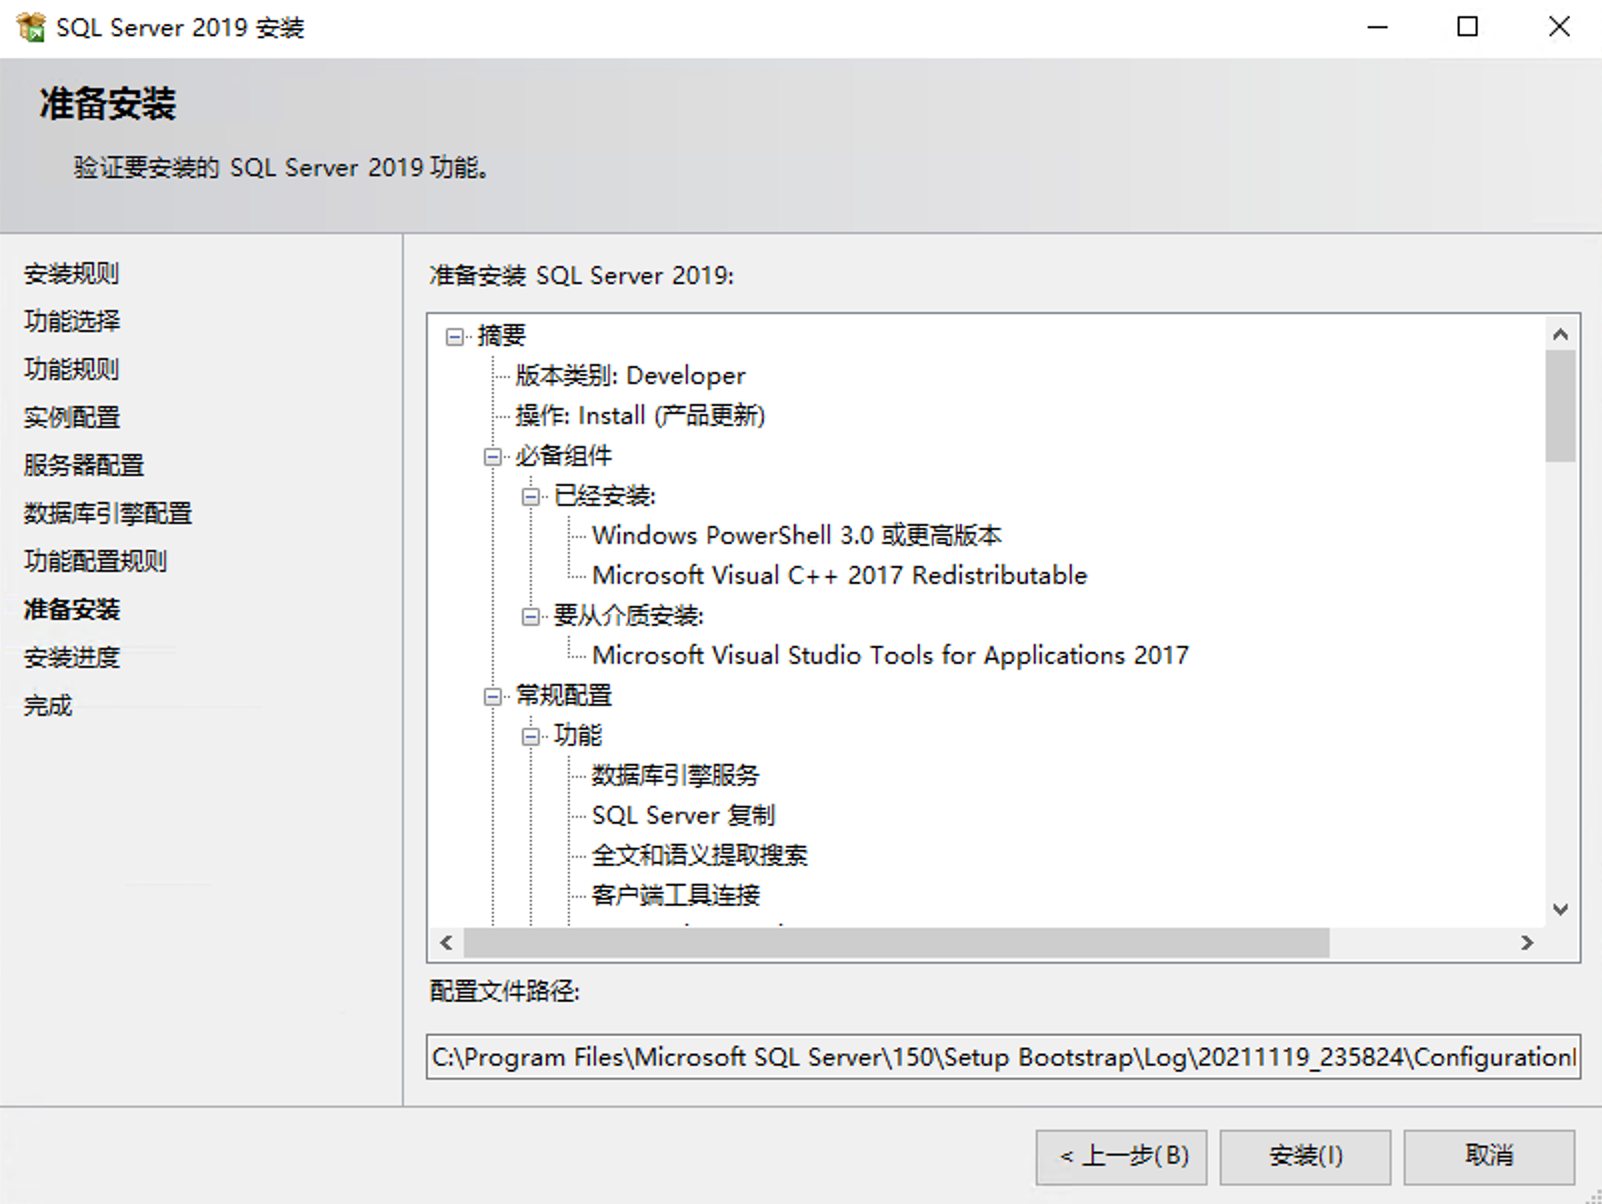 SQL Server 2019 安装
准备安装
验证要安装的 SQL Server 2019 功能。
安装规则
功能选择
功能规则
实例配置
服务器配置
数据库引擎配置
功能配置规则
准备安装
安装进度
完成
准备安装 SQL Server 2019:
摘要
版本类别: Developer
操作: Install (产品更新)
必备组件
已经安装:
Windows PowerShell 3.0 或更高版本
Microsoft Visual C++ 2017 Redistributable
要从介质安装:
Microsoft Visual Studio Tools for Applications 2017
常规配置
功能
数据库引擎服务
SQL Server 复制
全文和语义提取搜索
客户端工具连接
配置文件路径:
C:\Program Files\Microsoft SQL Server\150\Setup Bootstrap\Log\20211119_235824\Configuration
< 上一步(B)
安装(I)
取消